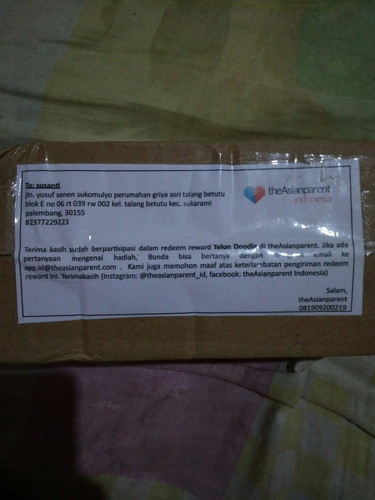 To: susanti
jln. yusuf senen sukomulyo perumahan griya asri talang betutu
blok E no 06 rt 039 rw 002 kel. talang betutu kec. sukarami
palembang, 30155
82377229223
theAsianparent
Indonesia
Terima kasih sudah berpartisipasi dalam redeem reward Telon Doodle di theAsianparent. Jika ada
pertanyaan mengenai hadiah, Bunda bisa bertanya dengan email ke
app.id@theasianparent.com . Kami juga memohon maaf atas keterlambatan pengiriman redeem
reward ini. Terimakasih (Instagram: @theasianparent_id, facebook: theAsianparent Indonesia)
Salam,
theAsianparent
081909200219